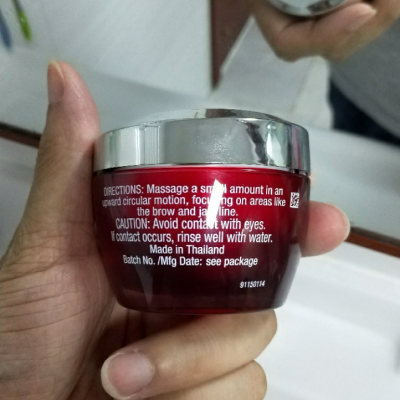 DIRECTIONS: Massage a small amount in an
upward circular motion, focusing on areas like
the brow and jawline.
CAUTION: Avoid contact with eyes.
If contact occurs, rinse well with water.
Made in Thailand
Batch No. /Mfg Date: see package
91150114